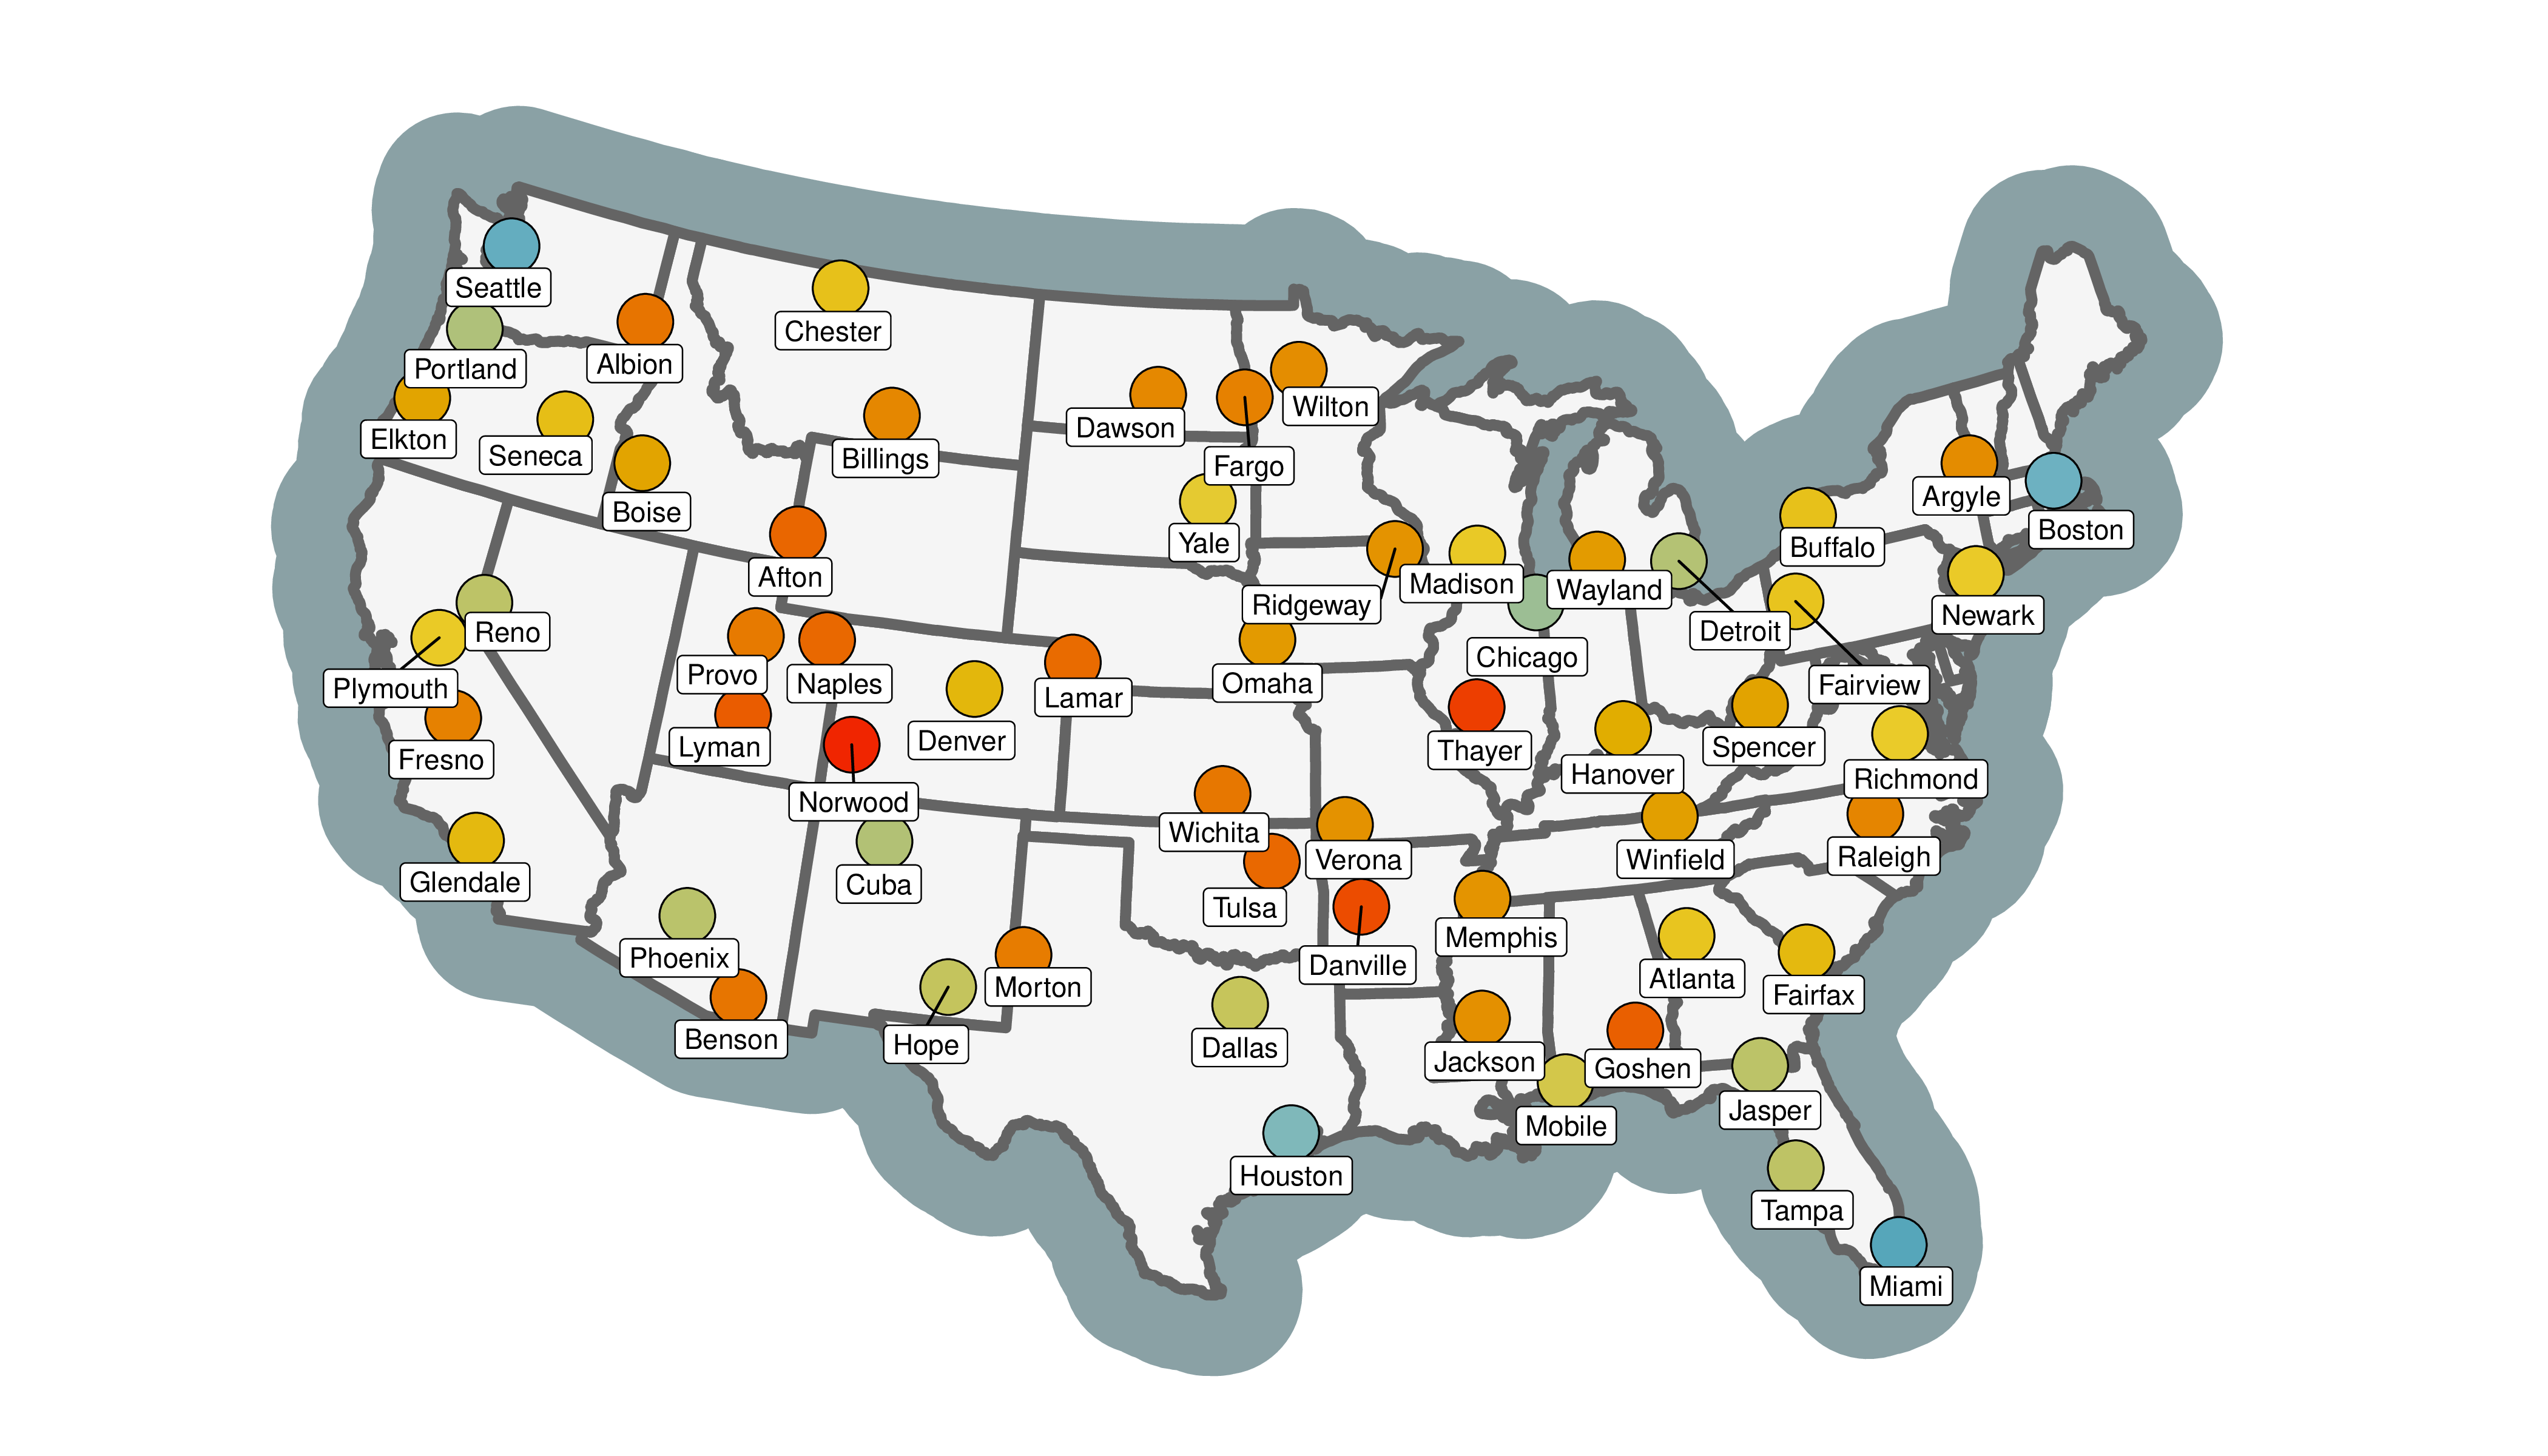 Seattle
Chester
Portland
Albion
Wilton
Dawson
Elkton
Seneca
Billings
Fargo
Argyle
Boise
Boston
Yale
Buffalo
Afton
Madison
Wayland
Ridgeway
Newark
Reno
Detroit
Chicago
Provo
Naples
Omaha
Fairview
Plymouth
Lamar
Denver
Lyman
Spencer
Thayer
Fresno
Hanover
Richmond
Norwood
Wichita
Verona
Winfield
Raleigh
Glendale
Cuba
Tulsa
Memphis
Phoenix
Danville
Atlanta
Morton
Fairfax
Benson
Hope
Dallas
Jackson
Goshen
Jasper
Mobile
Houston
Tampa
Miami